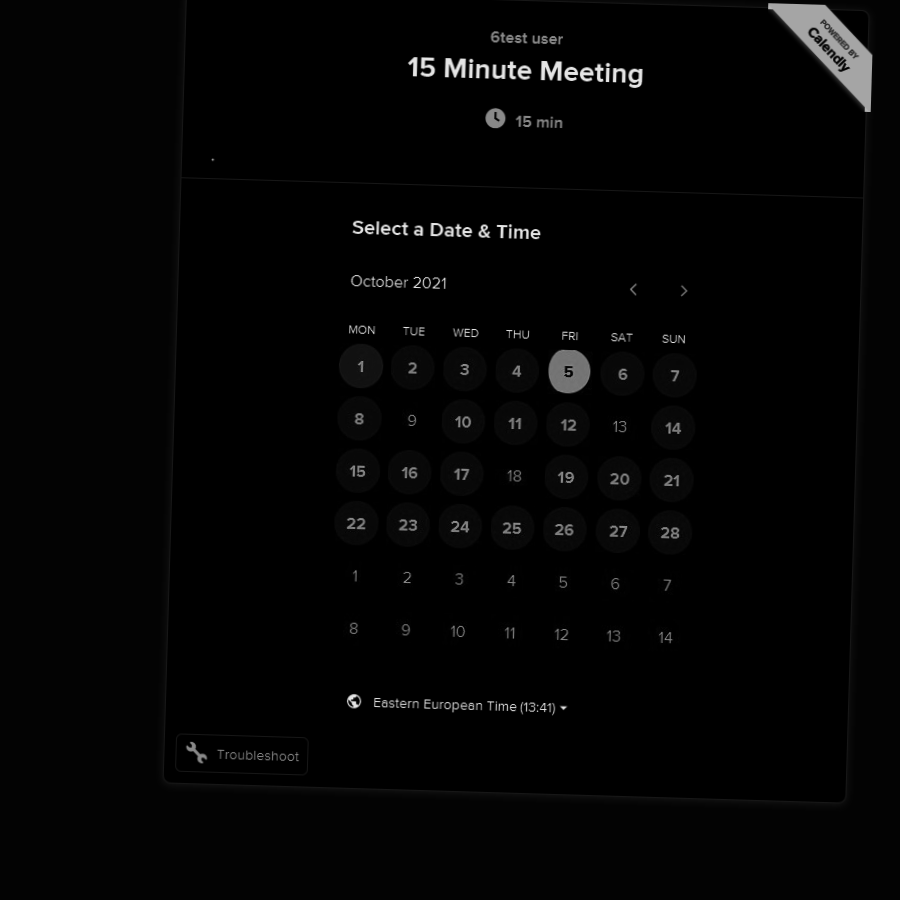 POWERED BY
Calendly
6test user
15 Minute Meeting
15 min
Select a Date & Time
October 2021
MON TUE WED THU FRI SAT SUN
1 2 3 4 5 6 7
8 9 10 11 12 13 14
15 16 17 18 19 20 21
22 23 24 25 26 27 28
1 2 3 4 5 6 7
8 9 10 11 12 13 14
Eastern European Time (13:41)
Troubleshoot